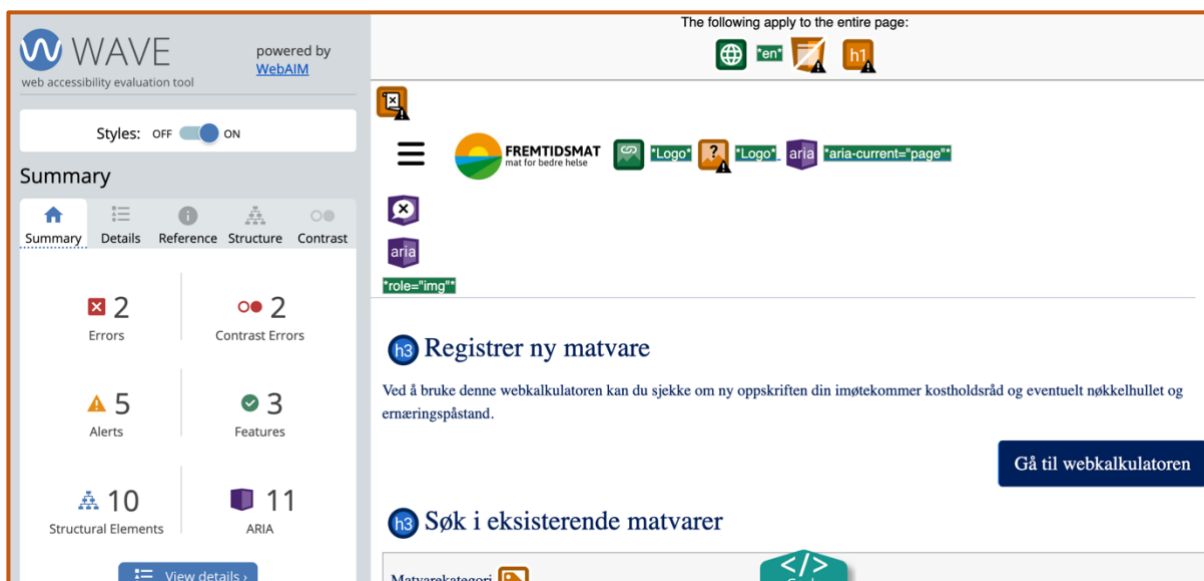 WAVE
powered by
WebAIM
web accessibility evaluation tool
Styles: OFF ON
Summary
Summary Details Reference Structure Contrast
2
Errors
2
Contrast Errors
5
Alerts
3
Features
10
Structural Elements
11
ARIA
View details ›
The following apply to the entire page:
*en*
h1
FREMTIDSMAT
mat for bedre helse
*Logo* ? *Logo* aria *aria-current="page"*
aria
*role="img"*
h3 Registrer ny matvare
Ved å bruke denne webkalkulatoren kan du sjekke om ny oppskriften din imøtekommer kostholdsråd og eventuelt nøkkelhullet og
ernæringspåstand.
Gå til webkalkulatoren
h3 Søk i eksisterende matvarer
Matvarekategori
</>